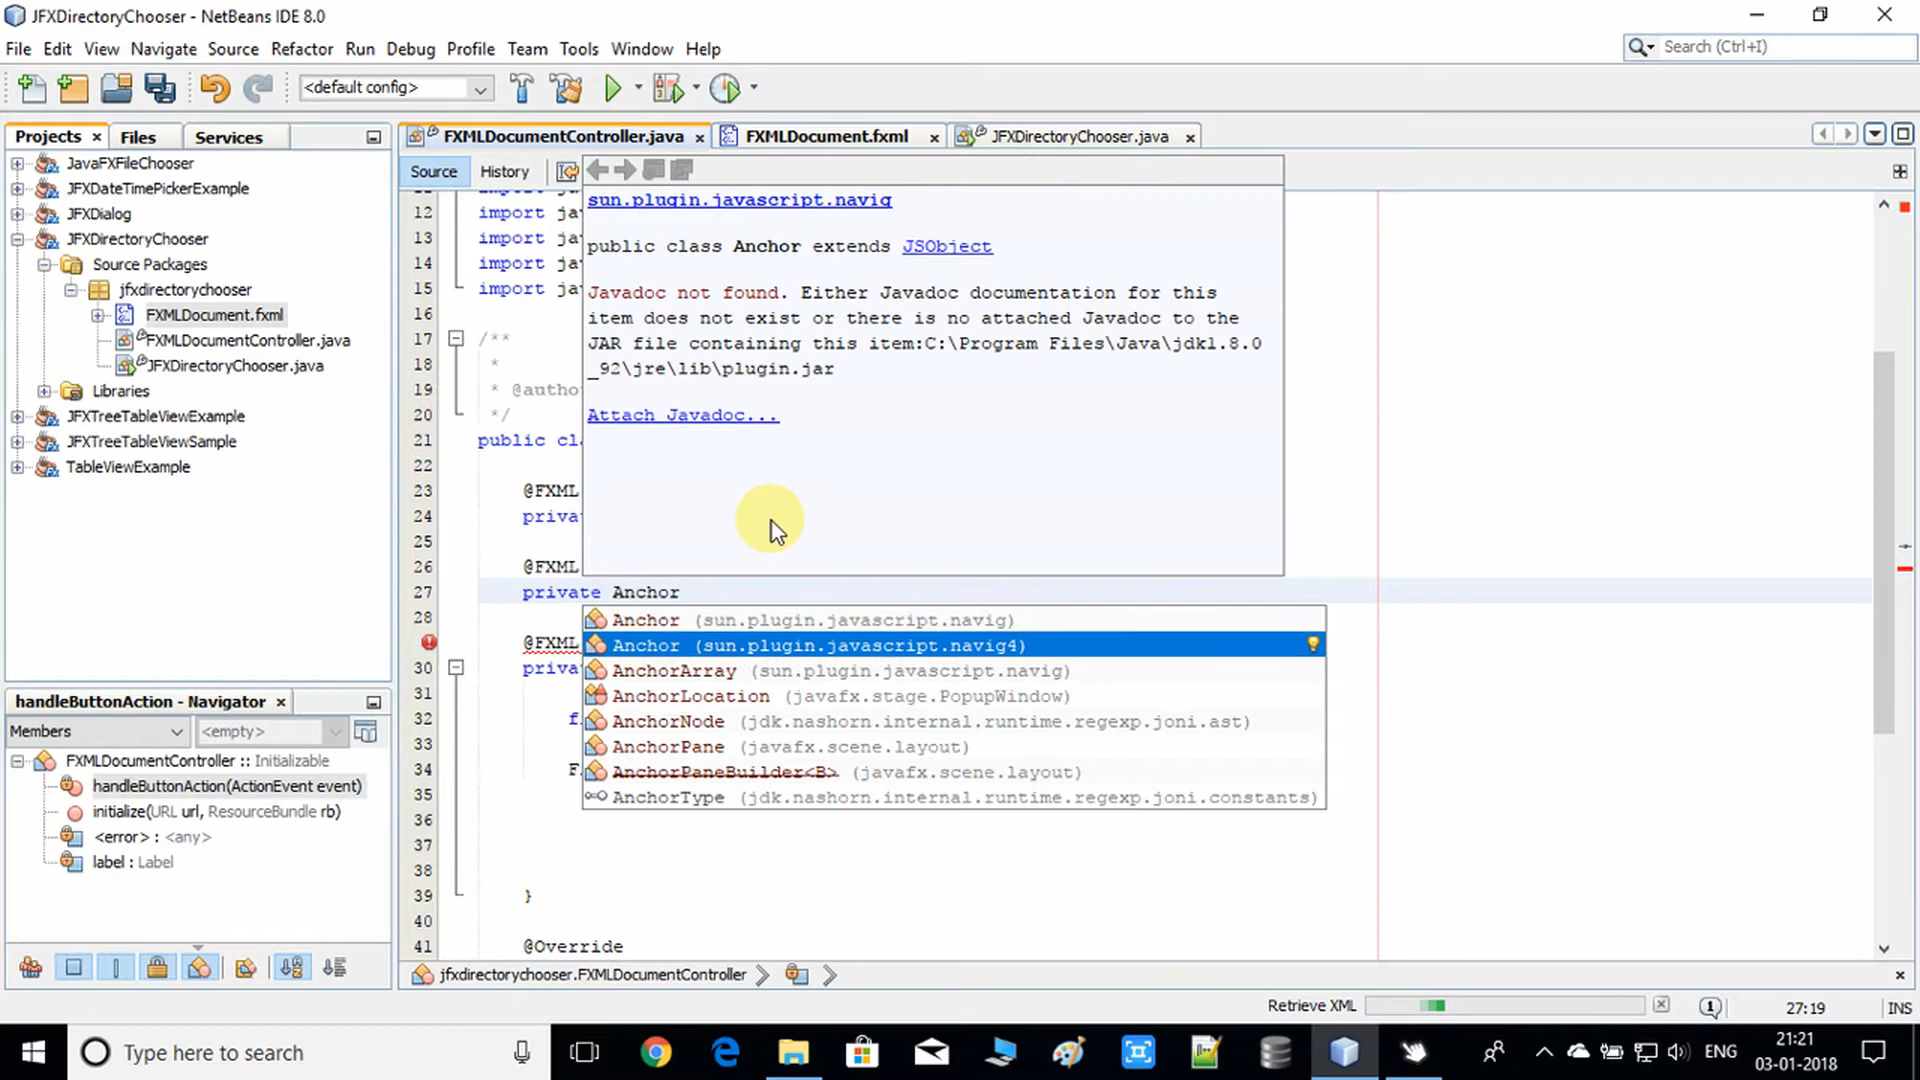 JFXDirectoryChooser - NetBeans IDE 8.0
File Edit View Navigate Source Refactor Run Debug Profile Team Tools Window Help
Search (Ctrl+I)
<default config>
Projects Files Services
JavaFXFileChooser
JFXDateTimePickerExample
JFXDialog
JFXDirectoryChooser
Source Packages
jfxdirectorychooser
FXMLDocument.fxml
FXMLDocumentController.java
JFXDirectoryChooser.java
Libraries
JFXTreeTableViewExample
JFXTreeTableViewSample
TableViewExample
handleButtonAction - Navigator
Members <empty>
FXMLDocumentController :: Initializable
handleButtonAction(ActionEvent event)
initialize(URL url, ResourceBundle rb)
<error> : <any>
label : Label
FXMLDocumentController.java FXMLDocument.fxml JFXDirectoryChooser.java
Source History
12 import ja
13 import ja
14 import ja
15 import ja
16
17 /**
18 *
19 * @autho
20 */
21 public cl
22
23 @FXML
24 priva
25
26 @FXML
27 private Anchor
28
@FXML
30 priva
31
32 f
33
34 F
35
36
37
38
39 }
40
41 @Override
sun.plugin.javascript.navig
public class Anchor extends JSObject
Javadoc not found. Either Javadoc documentation for this
item does not exist or there is no attached Javadoc to the
JAR file containing this item:C:\Program Files\Java\jdk1.8.0
_92\jre\lib\plugin.jar
Attach Javadoc...
Anchor (sun.plugin.javascript.navig)
Anchor (sun.plugin.javascript.navig4)
AnchorArray (sun.plugin.javascript.navig)
AnchorLocation (javafx.stage.PopupWindow)
AnchorNode (jdk.nashorn.internal.runtime.regexp.joni.ast)
AnchorPane (javafx.scene.layout)
AnchorPaneBuilder<B> (javafx.scene.layout)
AnchorType (jdk.nashorn.internal.runtime.regexp.joni.constants)
jfxdirectorychooser.FXMLDocumentController
Retrieve XML 1 27:19 INS
Type here to search
ENG
21:21
03-01-2018